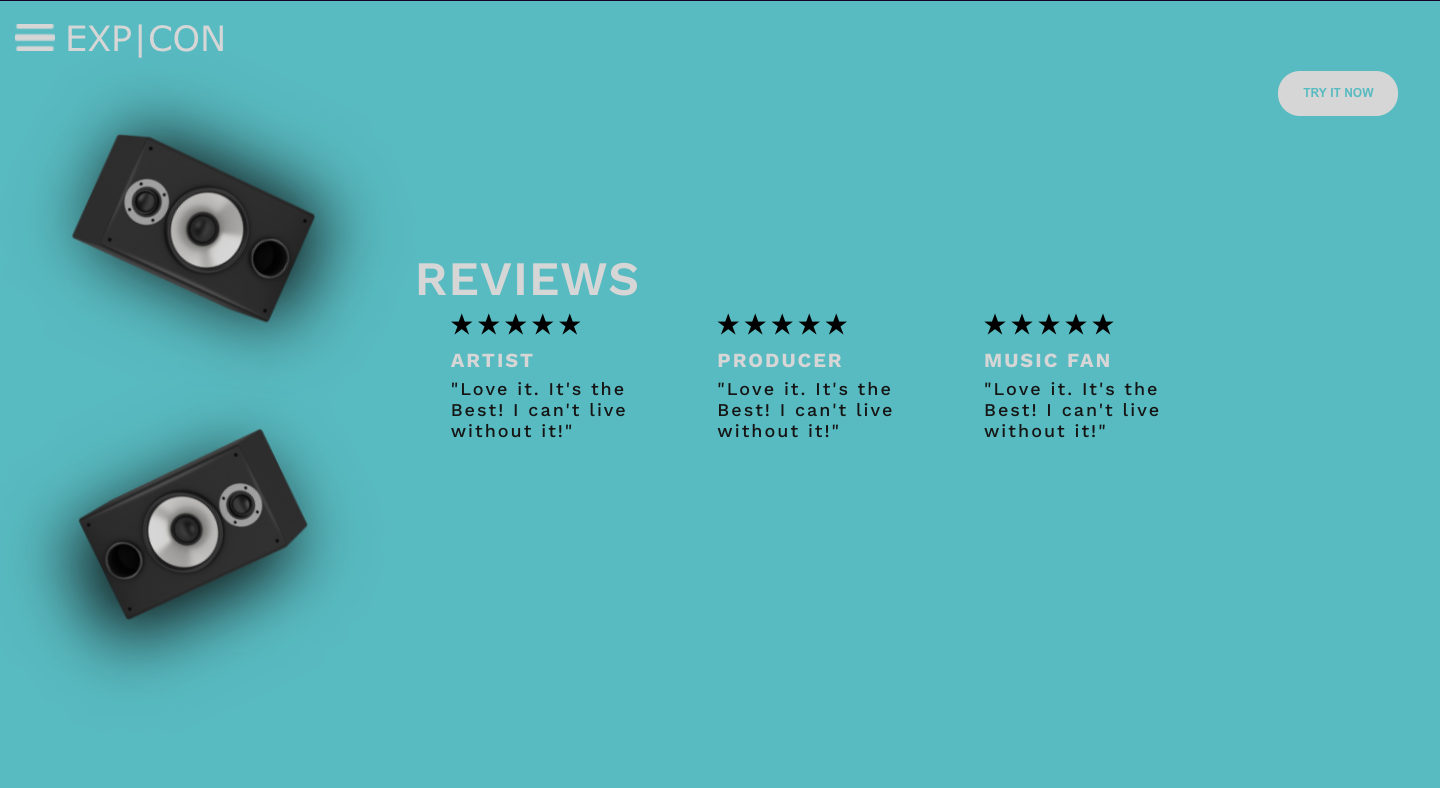 EXP|CON
TRY IT NOW
REVIEWS
★★★★★
★★★★★
★★★★★
ARTIST
PRODUCER
MUSIC FAN
"Love it. It's the
Best! I can't live
without it!"
"Love it. It's the
Best! I can't live
without it!"
"Love it. It's the
Best! I can't live
without it!"